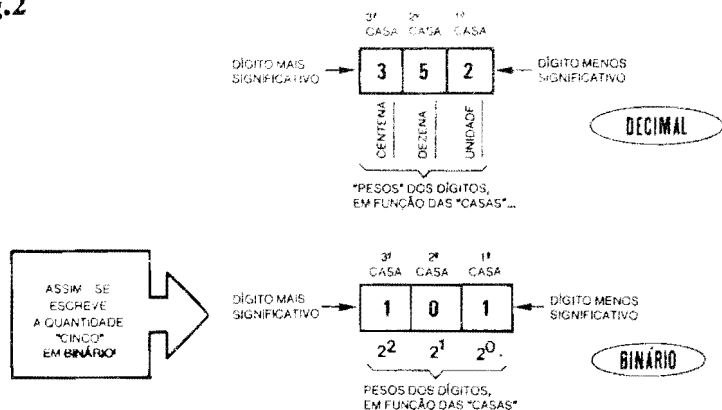 g.2
3ª 2ª 1ª
CASA CASA CASA
DÍGITO MAIS
SIGNIFICATIVO
3 5 2
DÍGITO MENOS
SIGNIFICATIVO
CENTENA
DEZENA
UNIDADE
DECIMAL
"PESOS" DOS DÍGITOS,
EM FUNÇÃO DAS "CASAS"...
ASSIM SE
ESCREVE
A QUANTIDADE
"CINCO"
EM BINÁRIO!
3ª 2ª 1ª
CASA CASA CASA
DÍGITO MAIS
SIGNIFICATIVO
1 0 1
DÍGITO MENOS
SIGNIFICATIVO
2² 2¹ 2⁰.
BINÁRIO
PESOS DOS DÍGITOS,
EM FUNÇÃO DAS "CASAS"